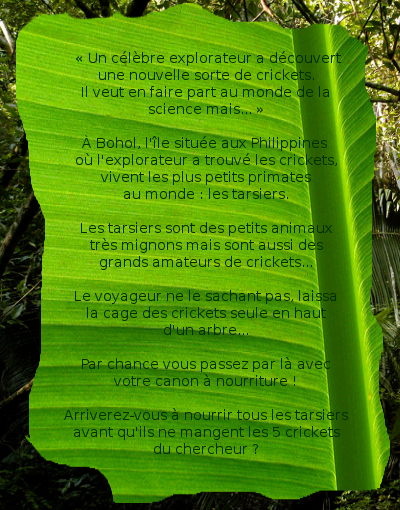 « Un célèbre explorateur a découvert
une nouvelle sorte de crickets.
Il veut en faire part au monde de la
science mais... »
À Bohol, l'île située aux Philippines
où l'explorateur a trouvé les crickets,
vivent les plus petits primates
au monde : les tarsiers.
Les tarsiers sont des petits animaux
très mignons mais sont aussi des
grands amateurs de crickets...
Le voyageur ne le sachant pas, laissa
la cage des crickets seule en haut
d'un arbre...
Par chance vous passez par là avec
votre canon à nourriture !
Arriverez-vous à nourrir tous les tarsiers
avant qu'ils ne mangent les 5 crickets
du chercheur ?